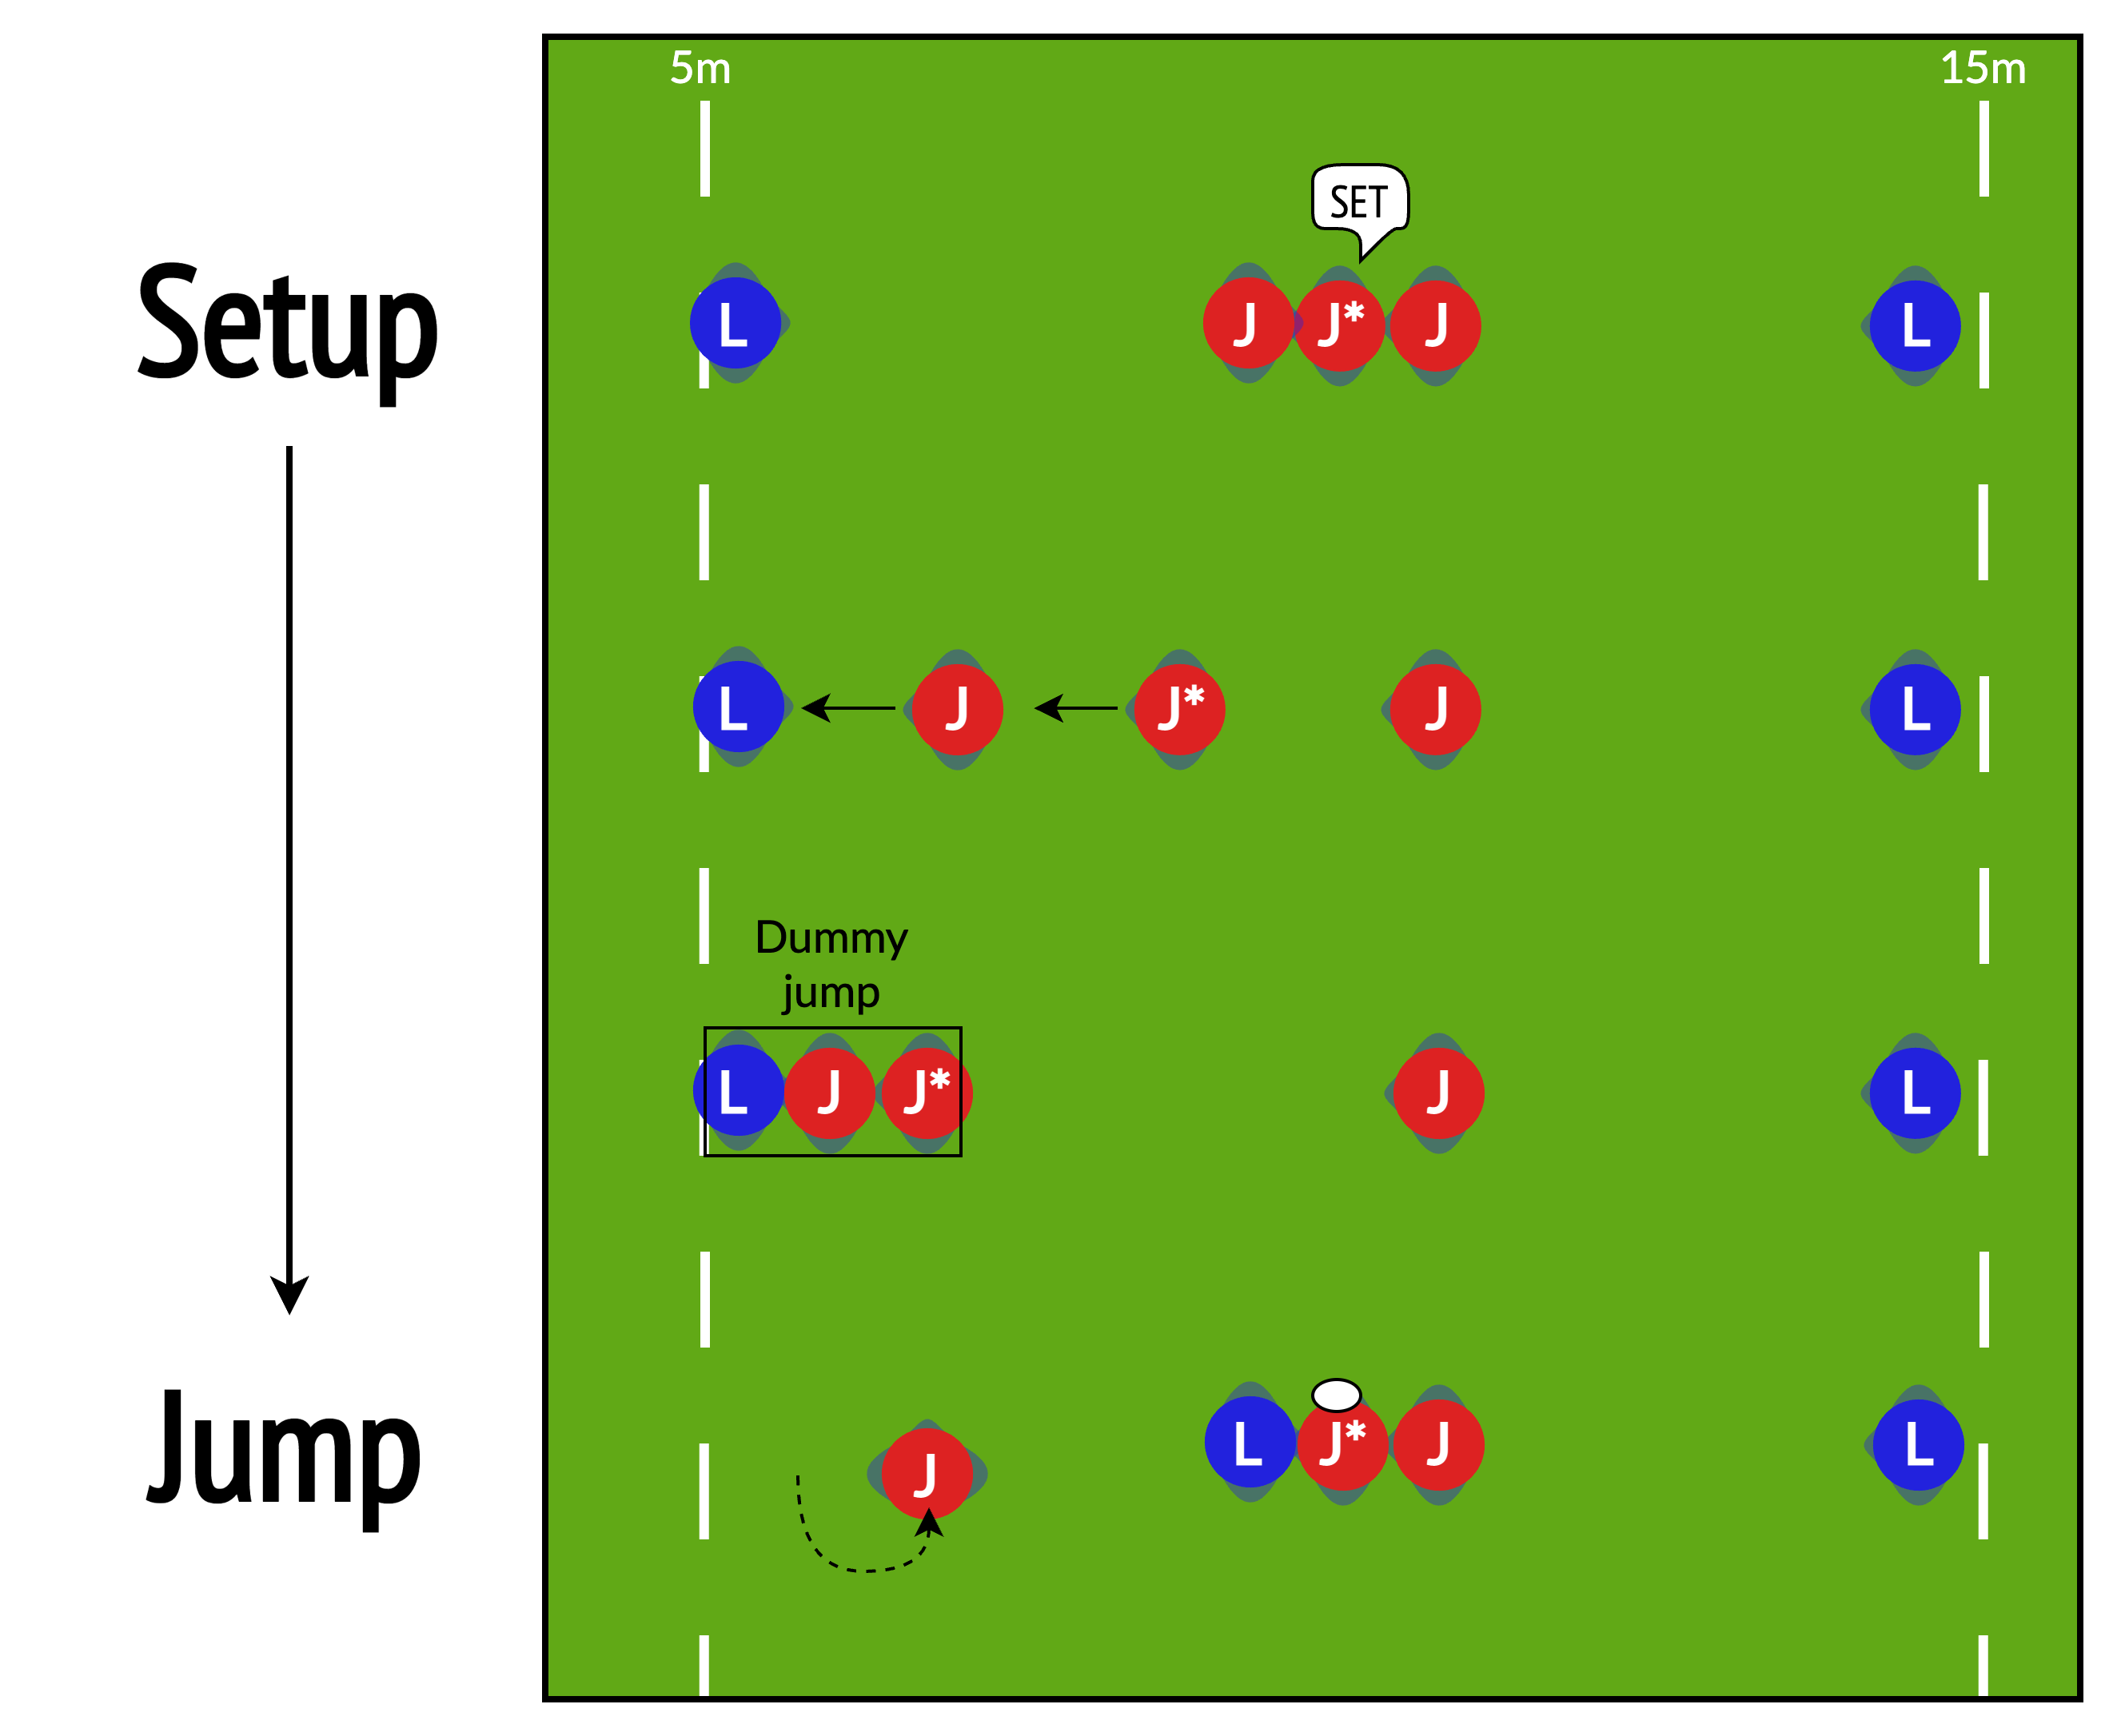 5m 15m
SET
Setup
L J J* J L
L J J* J L
Dummy
jump
L J J* J L
Jump
J L J* J L